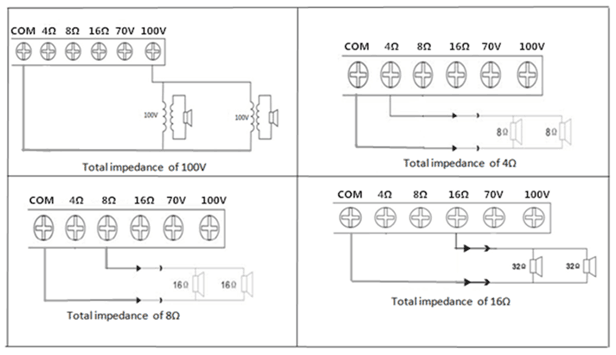 COM 4Ω 8Ω 16Ω 70V 100V
100V 100V
Total impedance of 100V
COM 4Ω 8Ω 16Ω 70V 100V
8Ω 8Ω
Total impedance of 4Ω
COM 4Ω 8Ω 16Ω 70V 100V
16Ω 16Ω
Total impedance of 8Ω
COM 4Ω 8Ω 16Ω 70V 100V
32Ω 32Ω
Total impedance of 16Ω